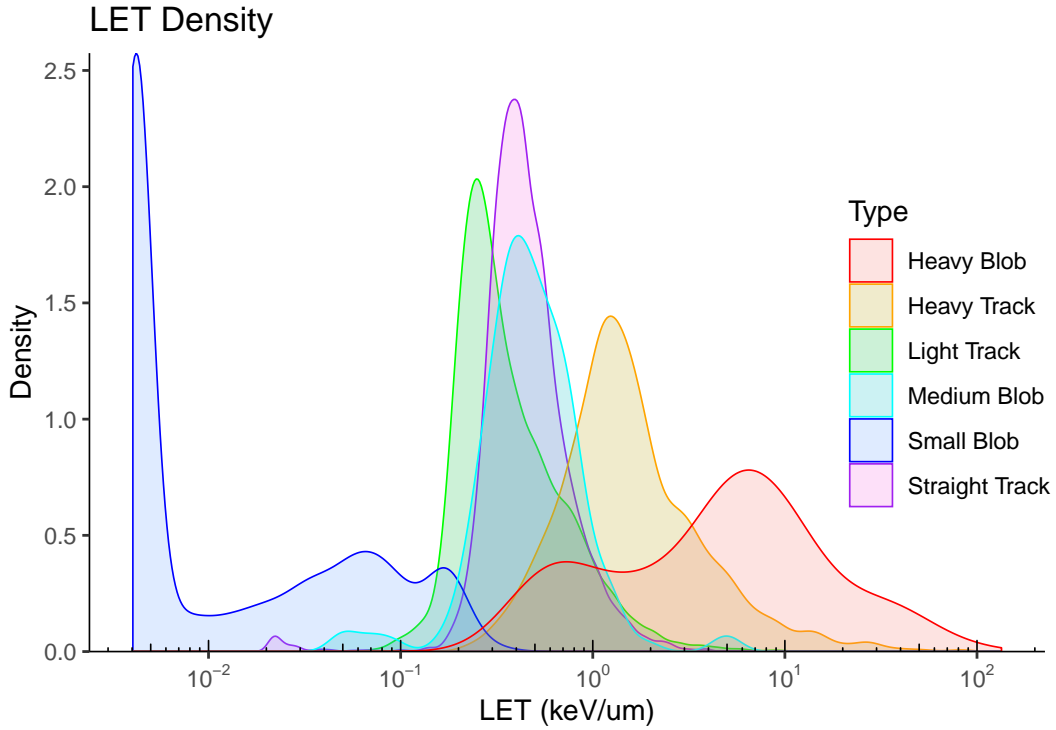 LET Density
Density
2.5
2.0
1.5
1.0
0.5
0.0
10⁻²
10⁻¹
10⁰
10¹
10²
LET (keV/um)
Type
Heavy Blob
Heavy Track
Light Track
Medium Blob
Small Blob
Straight Track